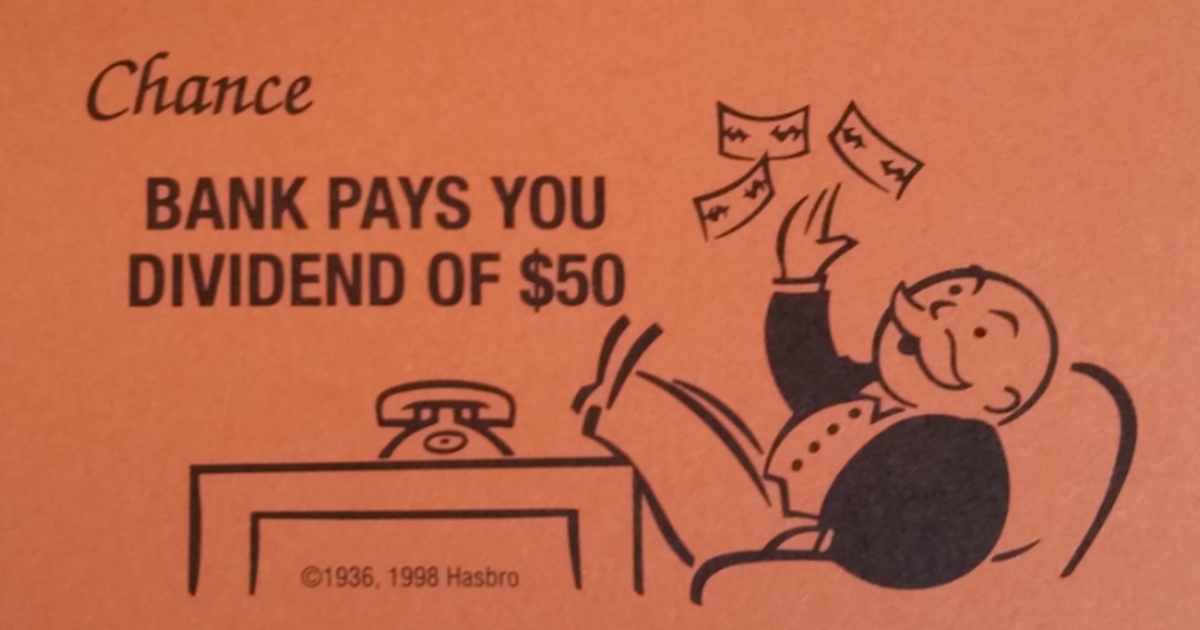 Chance
BANK PAYS YOU
DIVIDEND OF $50
©1936, 1998 Hasbro